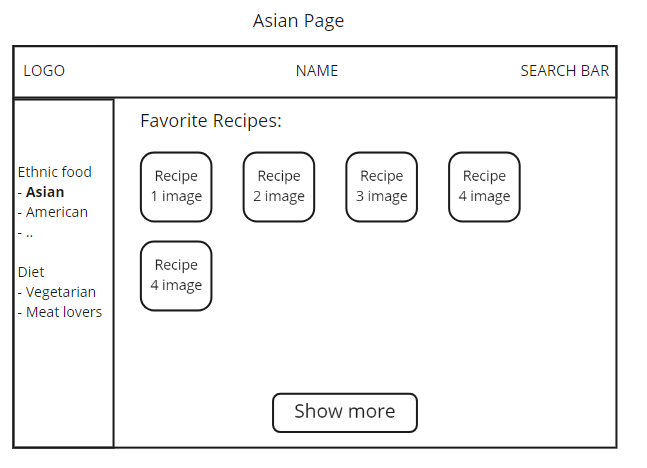 Asian Page
LOGO NAME SEARCH BAR
Favorite Recipes:
Ethnic food
- Asian
- American
- ..
Diet
- Vegetarian
- Meat lovers
Recipe
1 image
Recipe
2 image
Recipe
3 image
Recipe
4 image
Recipe
4 image
Show more